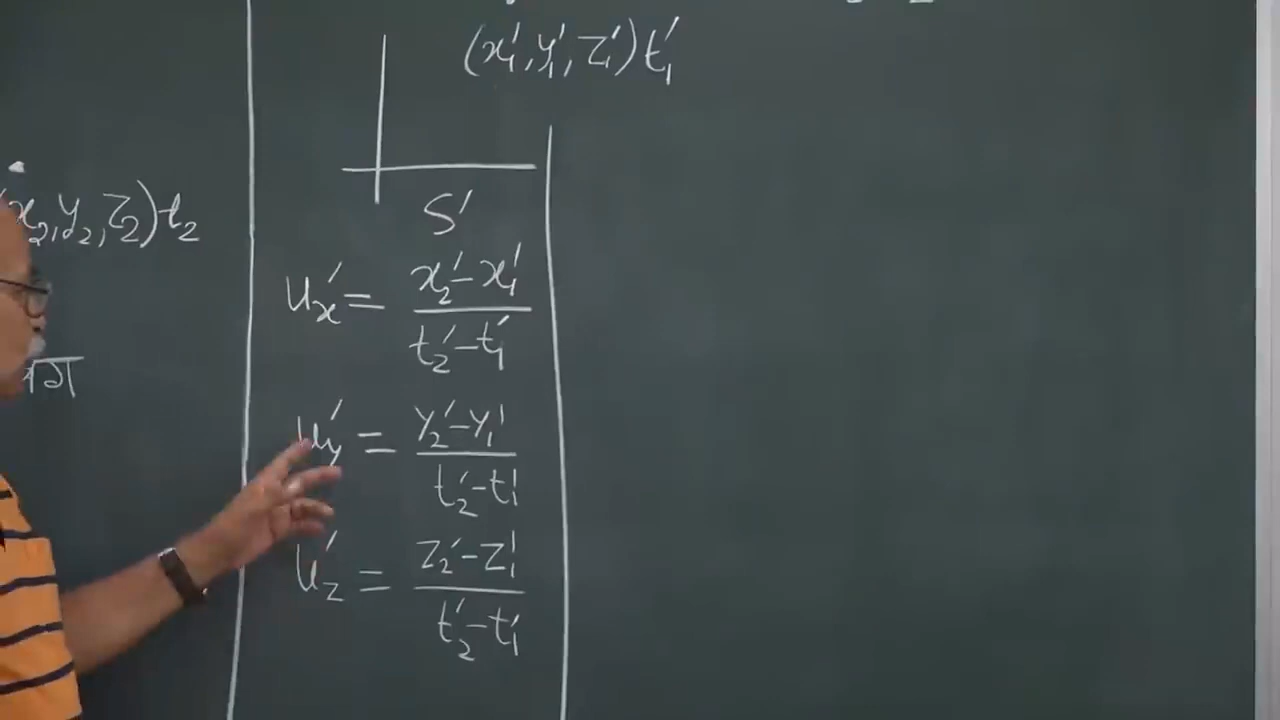 (x₁′, y₁′, z₁′) t₁′
x₂, y₂, z₂) t₂
S′
uₓ′ = (x₂′ − x₁′) / (t₂′ − t₁′)
u_y′ = (y₂′ − y₁′) / (t₂′ − t₁′)
u_z′ = (z₂′ − z₁′) / (t₂′ − t₁′)